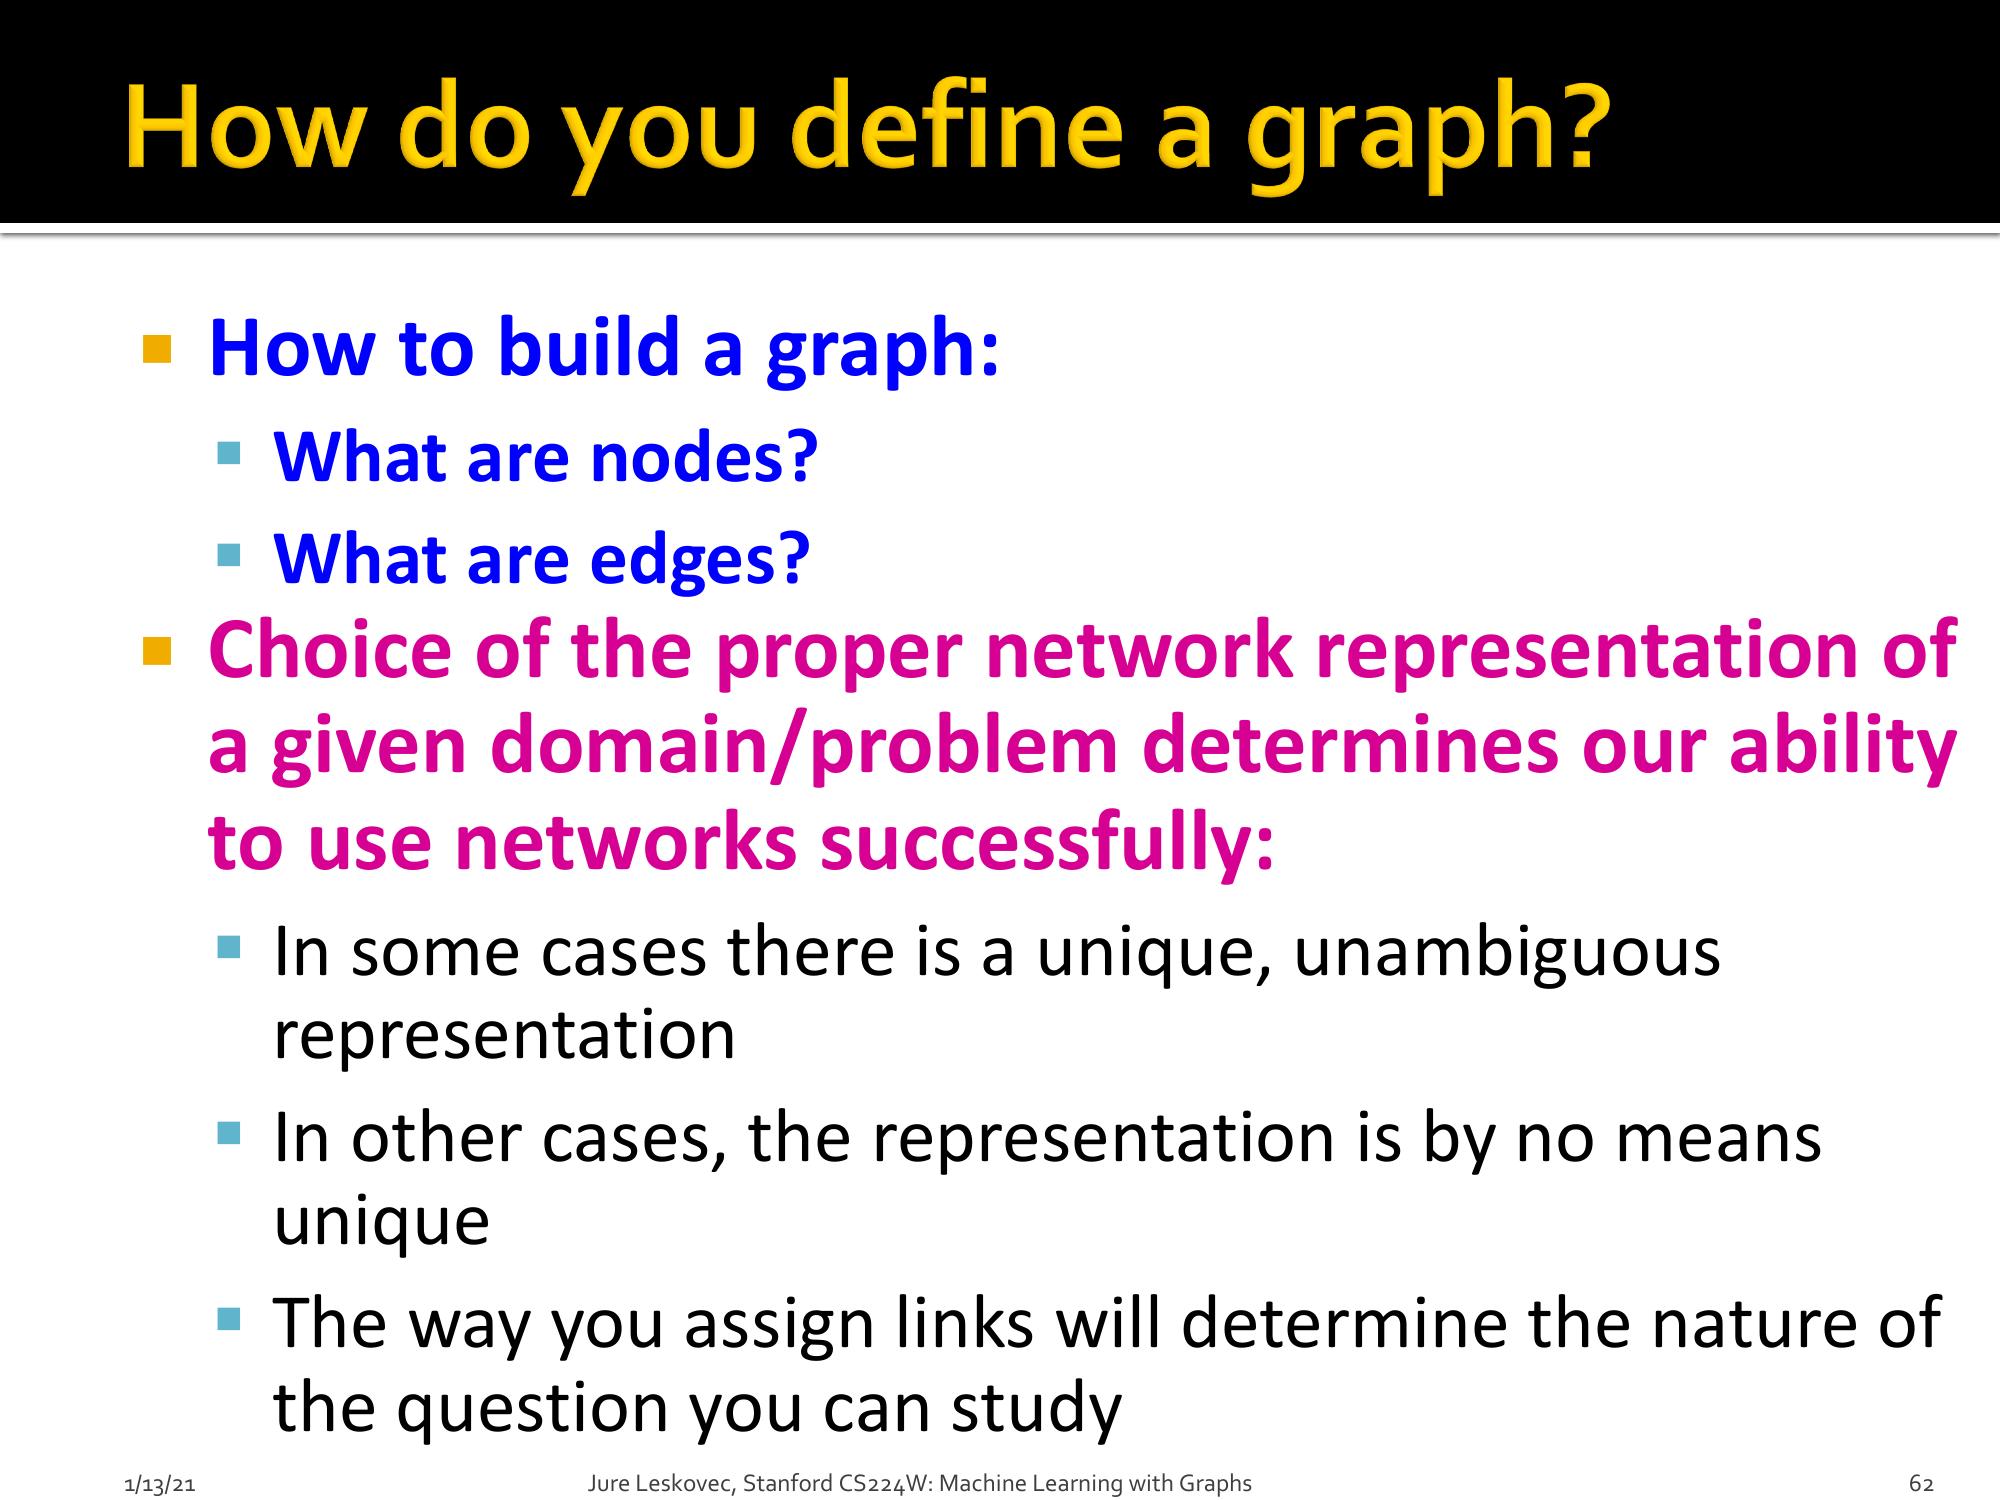 How do you define a graph?
How to build a graph:
What are nodes?
What are edges?
Choice of the proper network representation of
a given domain/problem determines our ability
to use networks successfully:
In some cases there is a unique, unambiguous
representation
In other cases, the representation is by no means
unique
The way you assign links will determine the nature of
the question you can study
1/13/21
Jure Leskovec, Stanford CS224W: Machine Learning with Graphs
62